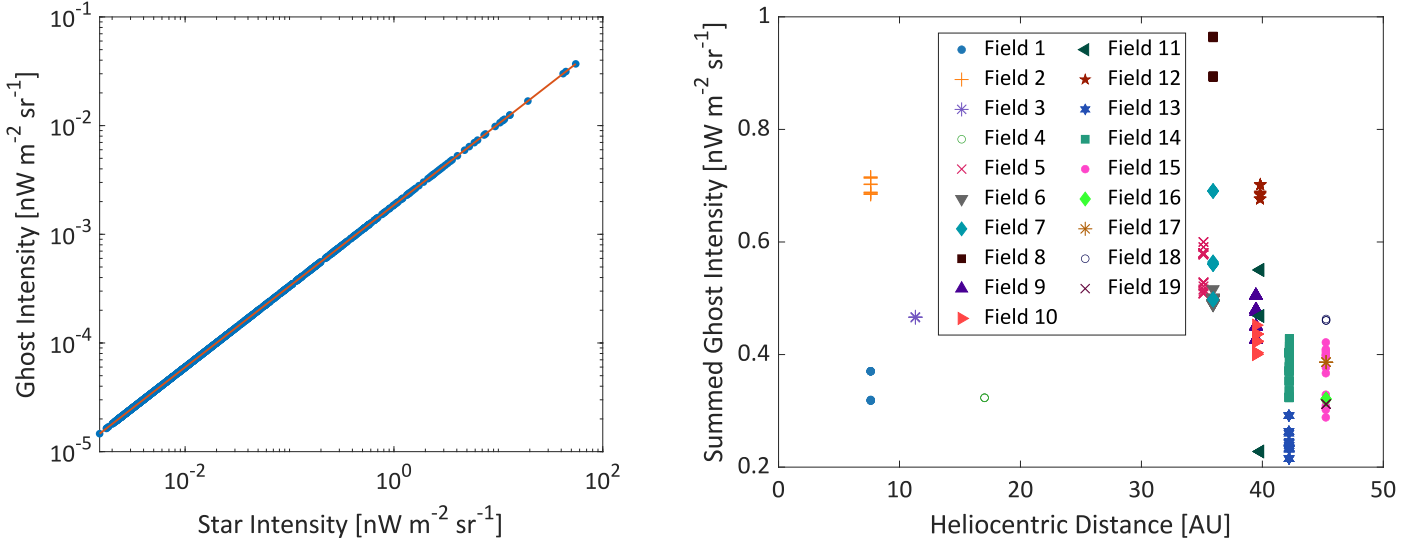 10^-1
10^-2
10^-3
10^-4
10^-5
10^-2
10^0
10^2
Ghost Intensity [nW m^-2 sr^-1]
Star Intensity [nW m^-2 sr^-1]
1
0.8
0.6
0.4
0.2
0
10
20
30
40
50
Summed Ghost Intensity [nW m^-2 sr^-1]
Heliocentric Distance [AU]
Field 1
Field 2
Field 3
Field 4
Field 5
Field 6
Field 7
Field 8
Field 9
Field 10
Field 11
Field 12
Field 13
Field 14
Field 15
Field 16
Field 17
Field 18
Field 19